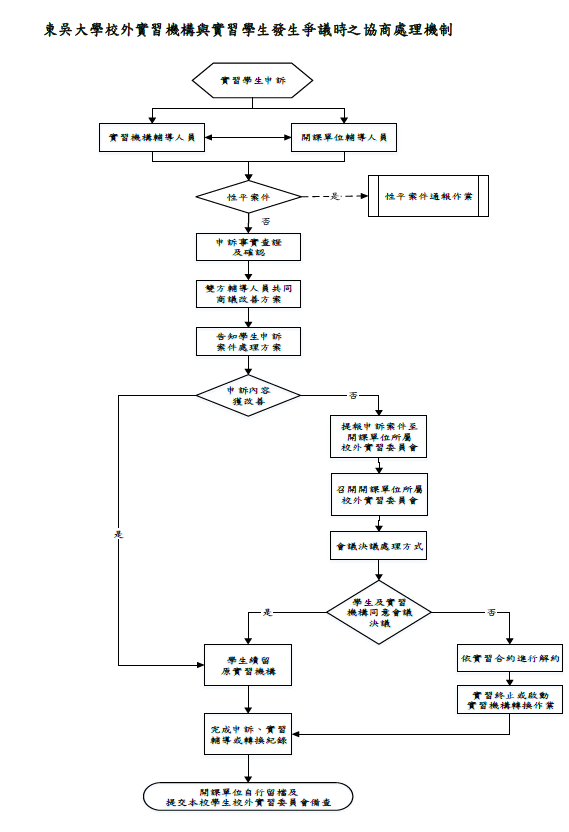 東吳大學校外實習機構與實習學生發生爭議時之協商處理機制
實習學生申訴
實習機構輔導人員
開課單位輔導人員
性平案件
是
性平案件通報作業
否
申訴事實查證
及確認
雙方輔導人員共同
商議改善方案
告知學生申訴
案件處理方案
申訴內容
獲改善
否
提報申訴案件至
開課單位所屬
校外實習委員會
召開開課單位所屬
校外實習委員會
是
會議決議處理方式
學生及實習
機構同意會議
決議
是
否
學生續留
原實習機構
依實習合約進行解約
實習終止或啟動
實習機構轉換作業
完成申訴、實習
輔導或轉換紀錄
開課單位自行留檔及
提交本校學生校外實習委員會備查